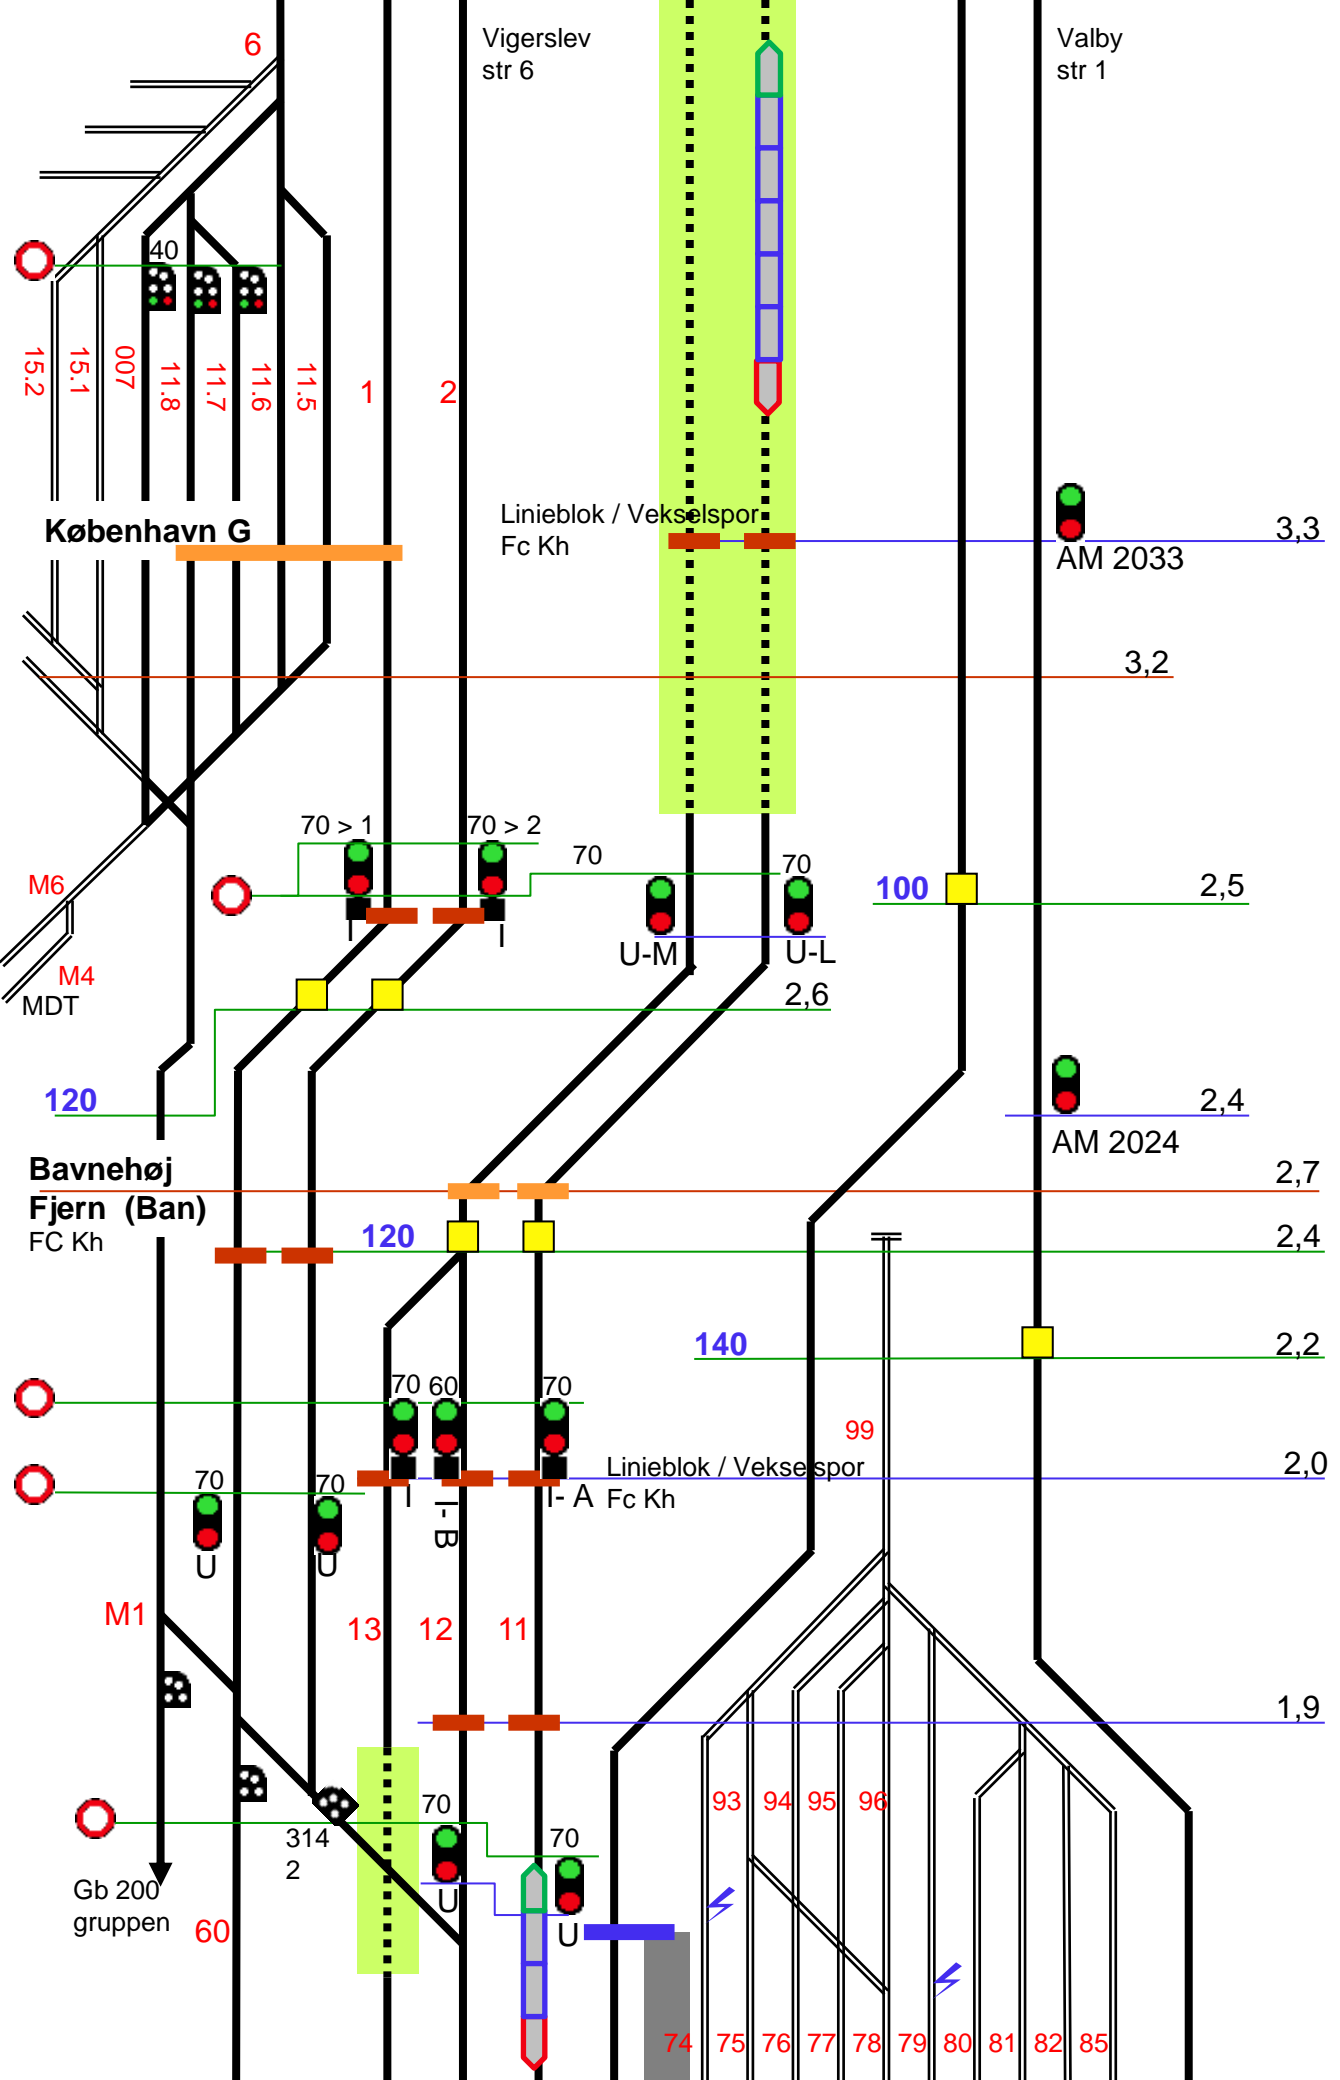 6
Vigerslev
str 6
Valby
str 1
40
15.2
15.1
007
11.8
11.7
11.6
11.5
1
2
København G
Linieblok / Vekselspor
Fc Kh
3,3
AM 2033
3,2
70 > 1
70 > 2
70
70
M6
100
2,5
I
I
U-M
U-L
M4
MDT
2,6
120
2,4
AM 2024
Bavnehøj
Fjern (Ban)
FC Kh
2,7
120
2,4
140
2,2
70
60
70
99
Linieblok / Vekselspor
Fc Kh
2,0
I
I- B
I- A
70
70
U
U
M1
13
12
11
1,9
93
94
95
96
70
70
314
2
U
U
Gb 200
gruppen
60
74
75
76
77
78
79
80
81
82
85